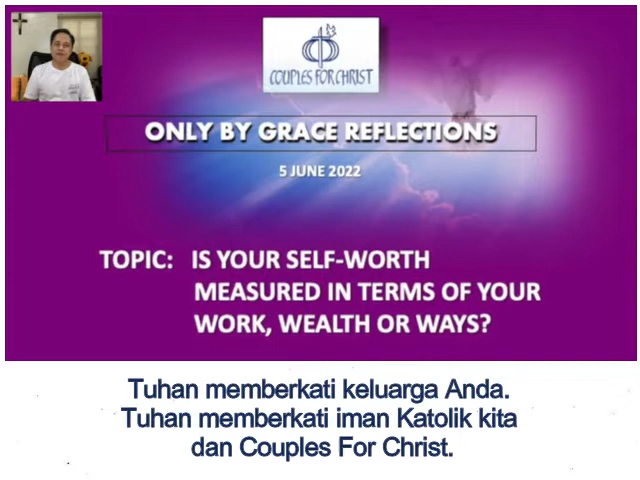 COUPLES FOR CHRIST
ONLY BY GRACE REFLECTIONS
5 JUNE 2022
TOPIC: IS YOUR SELF-WORTH
MEASURED IN TERMS OF YOUR
WORK, WEALTH OR WAYS?
Tuhan memberkati keluarga Anda.
Tuhan memberkati iman Katolik kita
dan Couples For Christ.